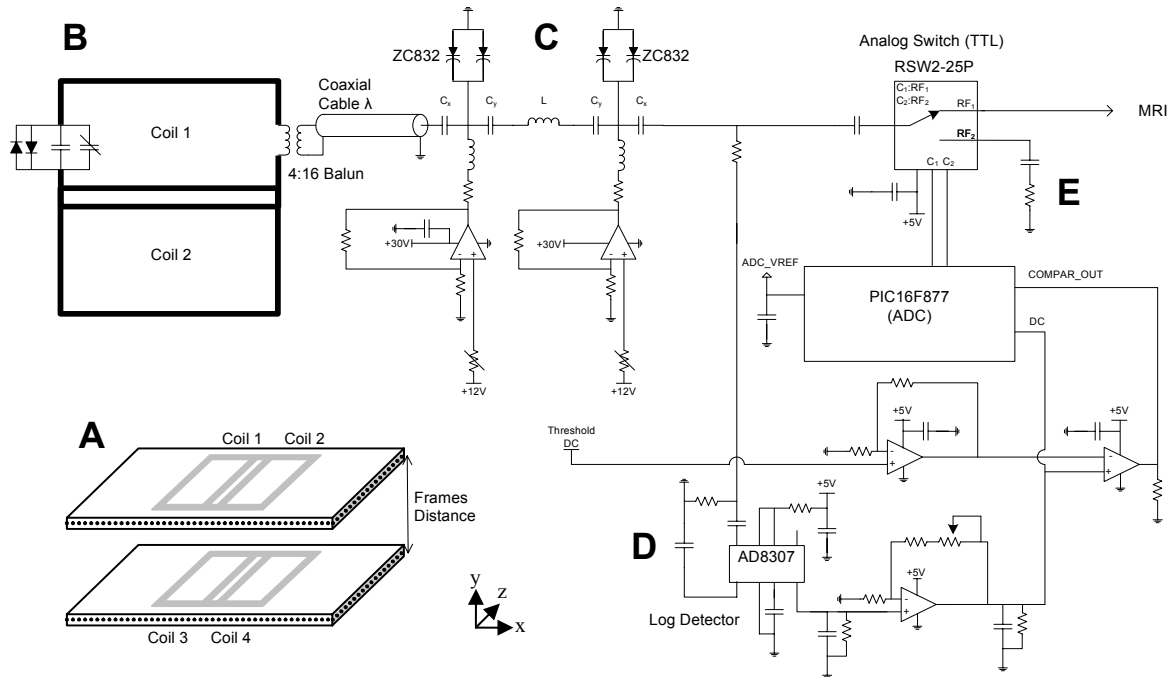 B
ZC832
C
ZC832
Analog Switch (TTL)
RSW2-25P
C1:RF1
C2:RF2
RF1
MRI
RF2
C1 C2
E
+5V
Coaxial
Cable λ
Cx
Cy
L
Cy
Cx
Coil 1
4:16 Balun
Coil 2
+30V
- +
+12V
+30V
- +
+12V
ADC_VREF
PIC16F877
(ADC)
COMPAR_OUT
DC
A
Coil 1 Coil 2
Frames
Distance
Coil 3 Coil 4
y
z
x
Threshold
DC
+5V
-
+
+5V
-
+
D
+5V
AD8307
Log Detector
+5V
-
+